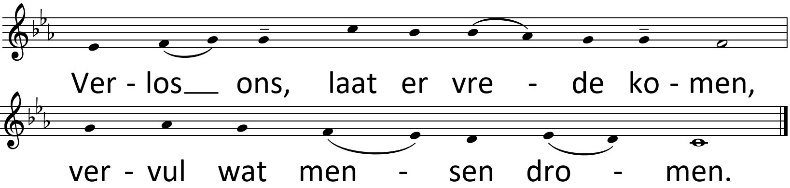 Ver - los__ ons, laat er vre - de ko - men,
ver - vul wat men - sen dro - men.